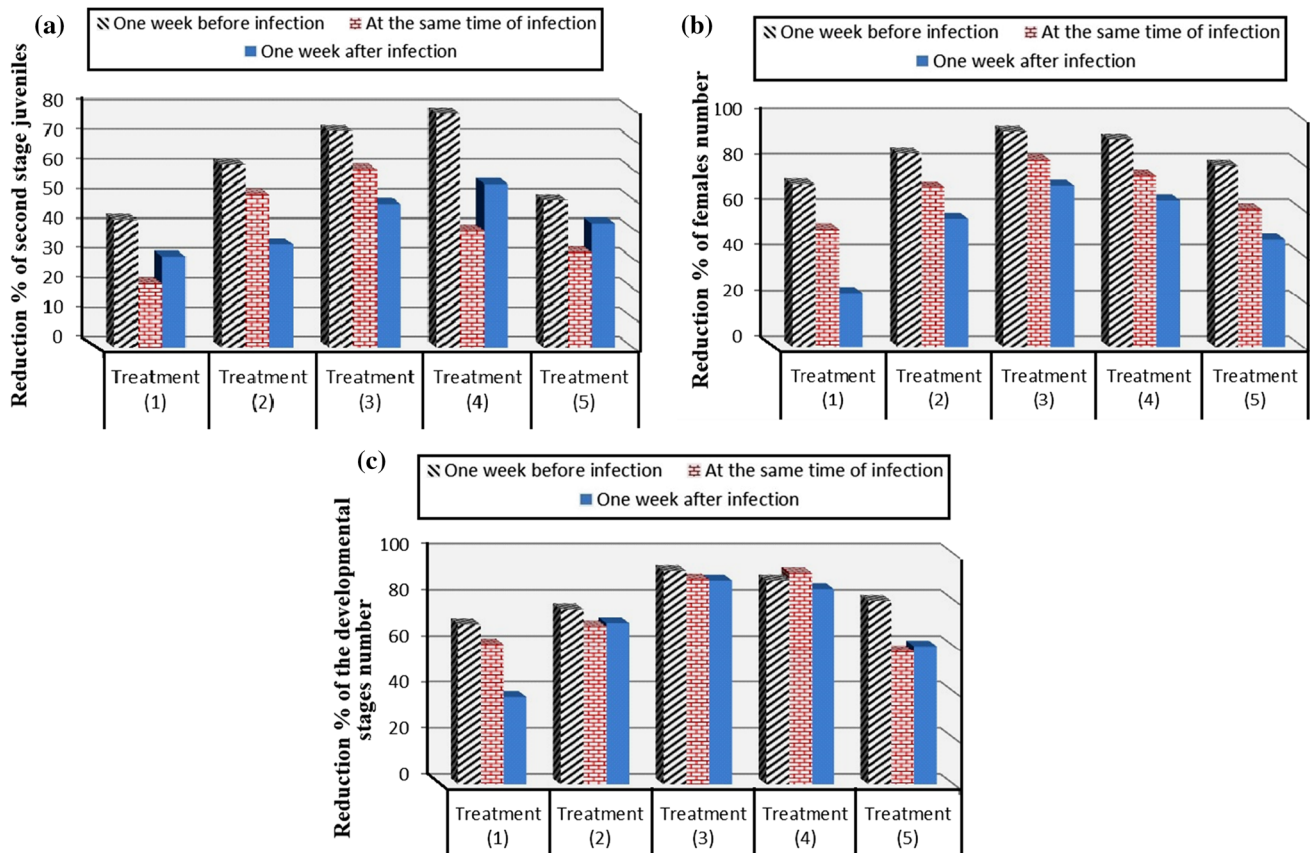 (a)
One week before infection At the same time of infection
One week after infection
Reduction % of second stage juveniles
80
70
60
50
40
30
20
10
0
Treatment Treatment Treatment Treatment Treatment
(1) (2) (3) (4) (5)
(b)
One week before infection At the same time of infection
One week after infection
Reduction % of females number
100
80
60
40
20
0
Treatment Treatment Treatment Treatment Treatment
(1) (2) (3) (4) (5)
(c)
One week before infection At the same time of infection
One week after infection
Reduction % of the developmental
stages number
100
80
60
40
20
0
Treatment Treatment Treatment Treatment Treatment
(1) (2) (3) (4) (5)